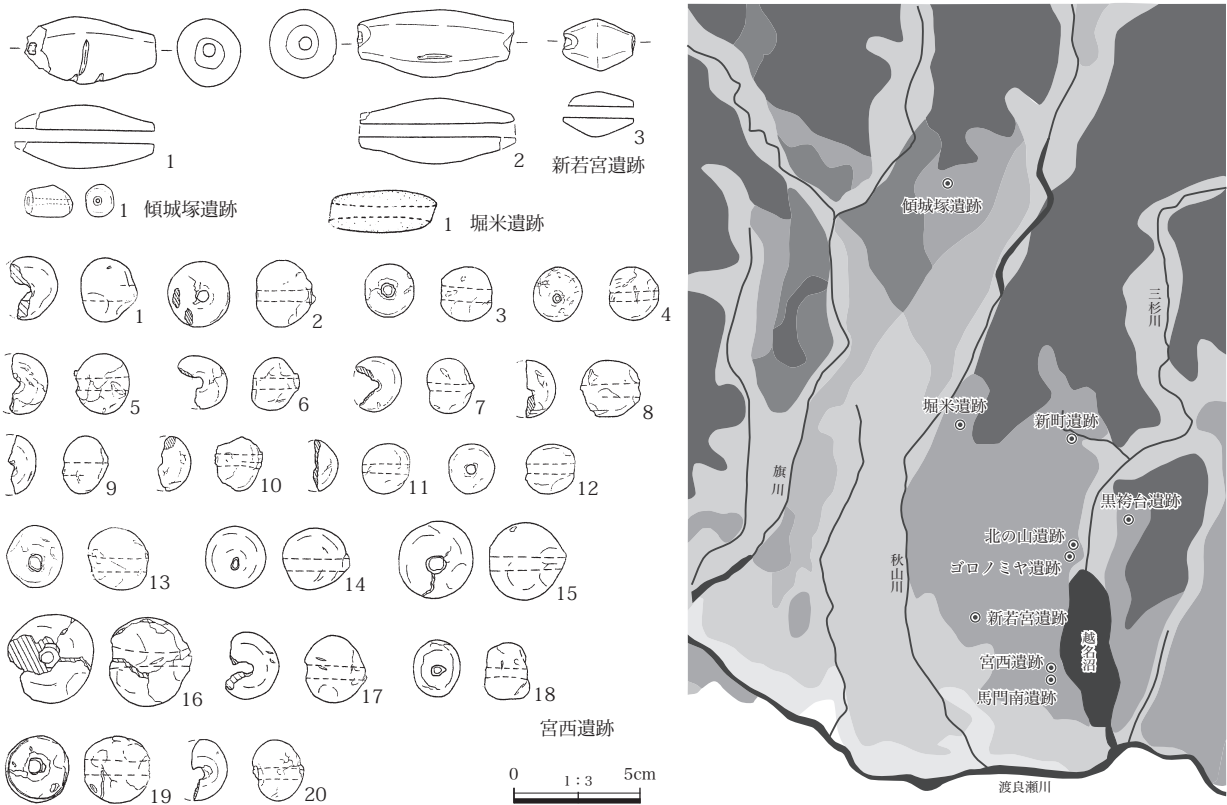 1
2
3
新若宮遺跡
1 傾城塚遺跡
1 堀米遺跡
1
2
3
4
5
6
7
8
9
10
11
12
13
14
15
16
17
18
宮西遺跡
19
20
0 1：3 5cm
傾城塚遺跡
三杉川
堀米遺跡
新町遺跡
旗川
黒袴台遺跡
北の山遺跡
ゴロノミヤ遺跡
秋山川
新若宮遺跡
越名沼
宮西遺跡
馬門南遺跡
渡良瀬川